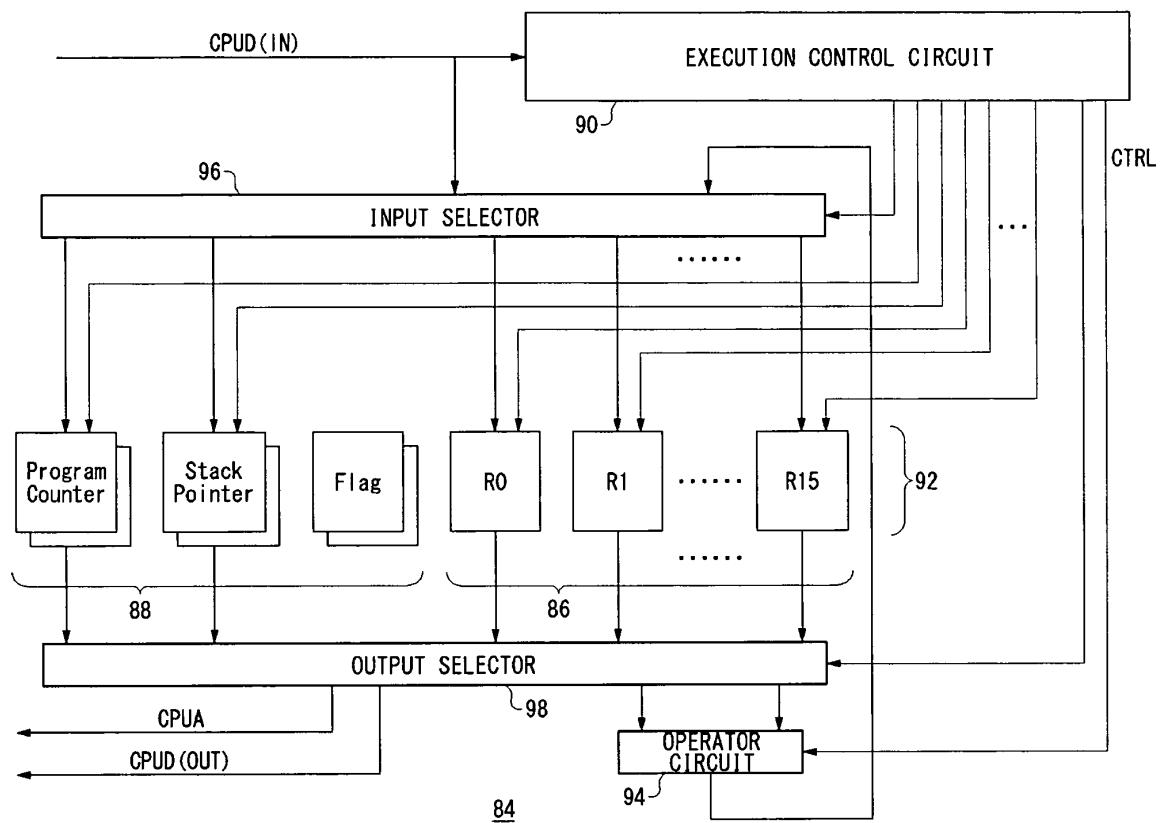 CPUD(IN)
EXECUTION CONTROL CIRCUIT
90
CTRL
96
INPUT SELECTOR
...
......
Program
Counter
Stack
Pointer
Flag
R0
R1
......
R15
92
......
88
86
OUTPUT SELECTOR
98
CPUA
CPUD(OUT)
OPERATOR
CIRCUIT
94
84